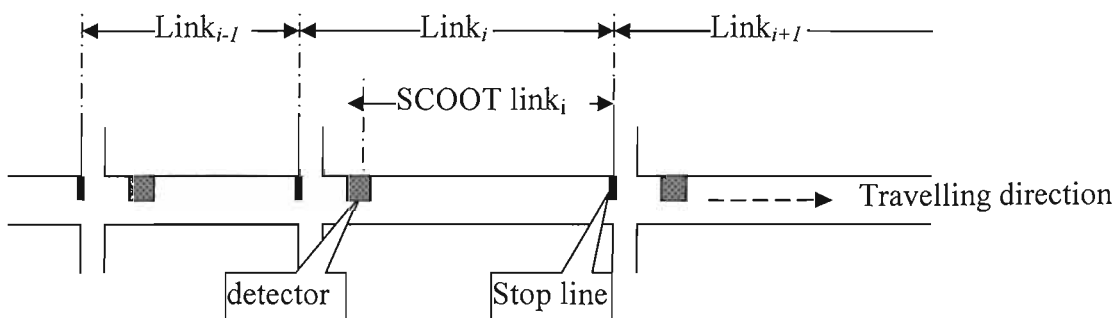 Link_{i-1} Link_i Link_{i+1}
SCOOT link_i
Travelling direction
detector Stop line